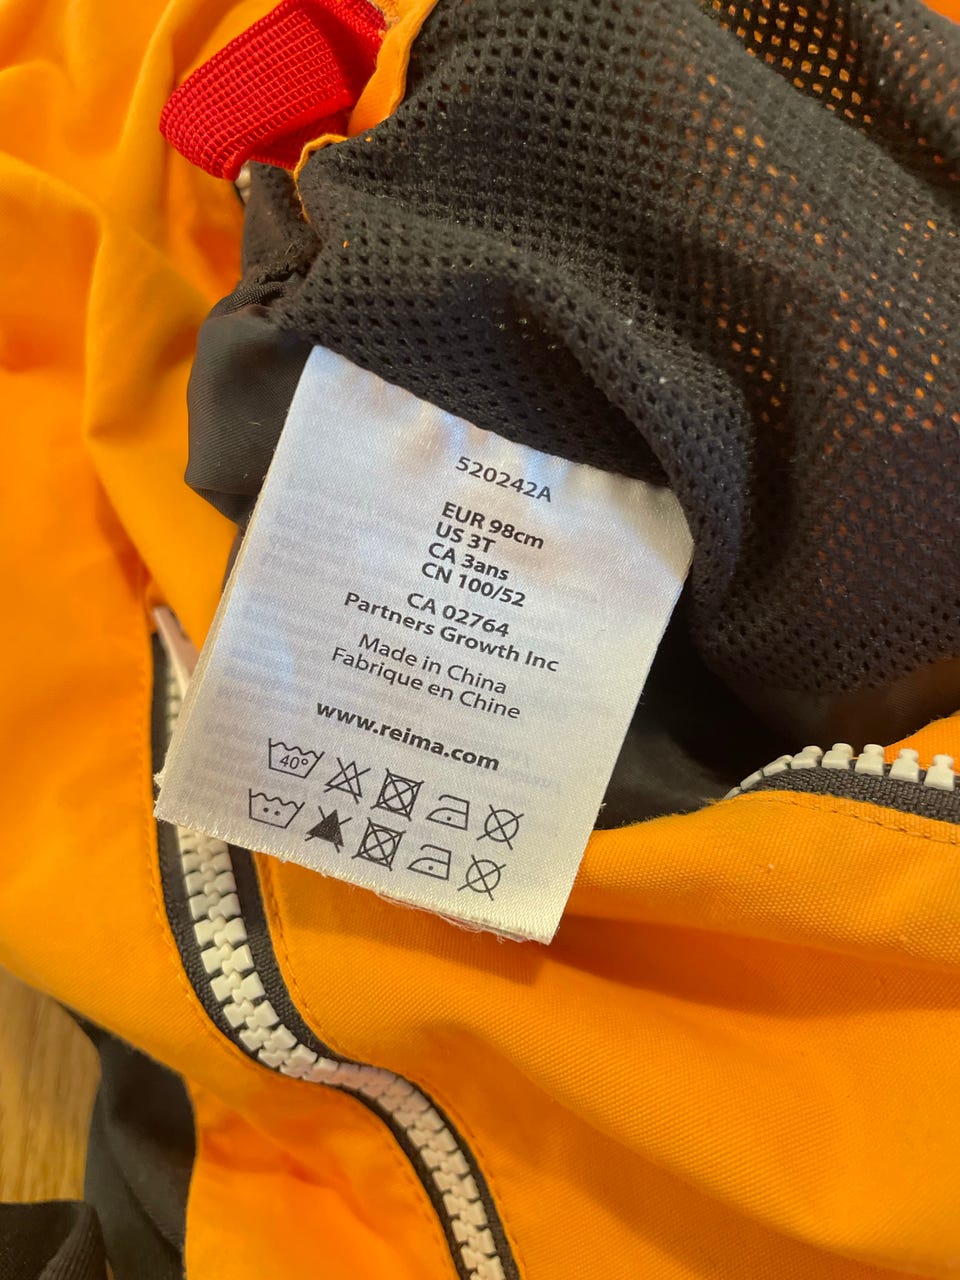 520242A
EUR 98cm
US 3T
CA 3ans
CN 100/52
CA 02764
Partners Growth Inc
Made in China
Fabrique en Chine
www.reima.com
40°